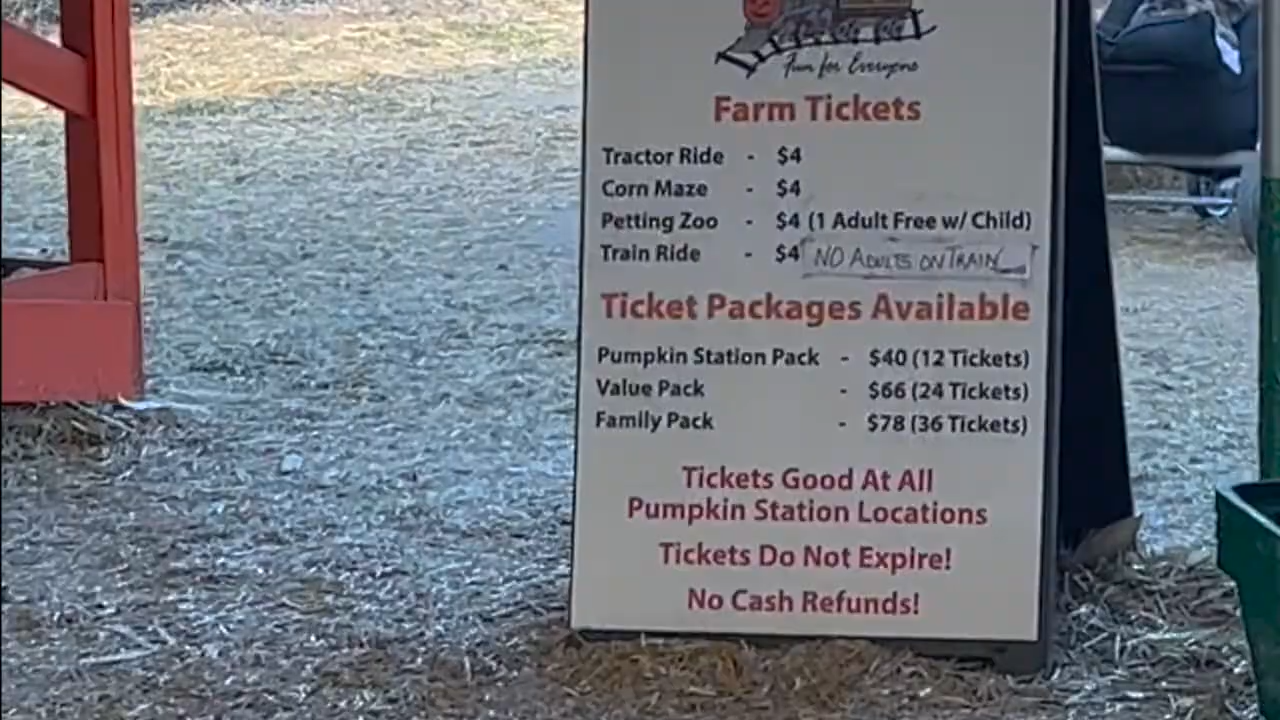 Fun for Everyone
Farm Tickets
Tractor Ride - $4
Corn Maze - $4
Petting Zoo - $4 (1 Adult Free w/ Child)
Train Ride - $4 NO ADULTS ON TRAIN
Ticket Packages Available
Pumpkin Station Pack - $40 (12 Tickets)
Value Pack - $66 (24 Tickets)
Family Pack - $78 (36 Tickets)
Tickets Good At All
Pumpkin Station Locations
Tickets Do Not Expire!
No Cash Refunds!